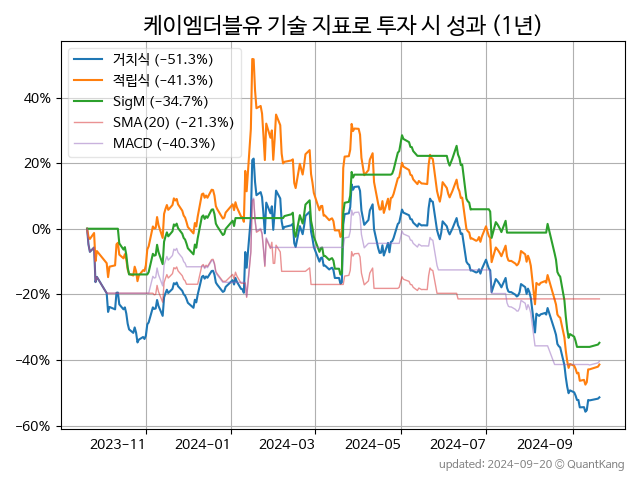 케이엠더블유 기술 지표로 투자 시 성과 (1년)
거치식 (−51.3%)
적립식 (−41.3%)
SigM (−34.7%)
SMA(20) (−21.3%)
MACD (−40.3%)
40%
20%
0%
−20%
−40%
−60%
2023-11 2024-01 2024-03 2024-05 2024-07 2024-09
updated: 2024-09-20 © QuantKang